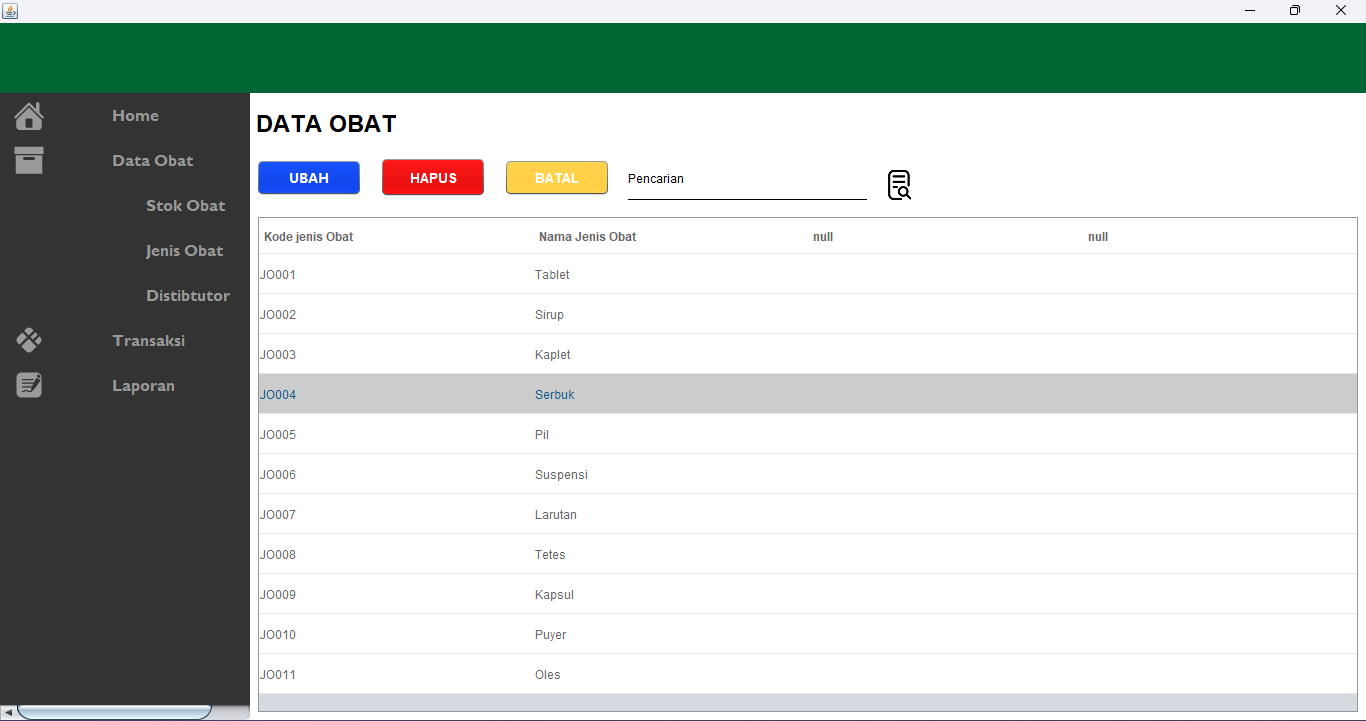 Home
Data Obat
Stok Obat
Jenis Obat
Distibtutor
Transaksi
Laporan
DATA OBAT
UBAH HAPUS BATAL Pencarian
Kode jenis Obat Nama Jenis Obat null null
JO001 Tablet
JO002 Sirup
JO003 Kaplet
JO004 Serbuk
JO005 Pil
JO006 Suspensi
JO007 Larutan
JO008 Tetes
JO009 Kapsul
JO010 Puyer
JO011 Oles